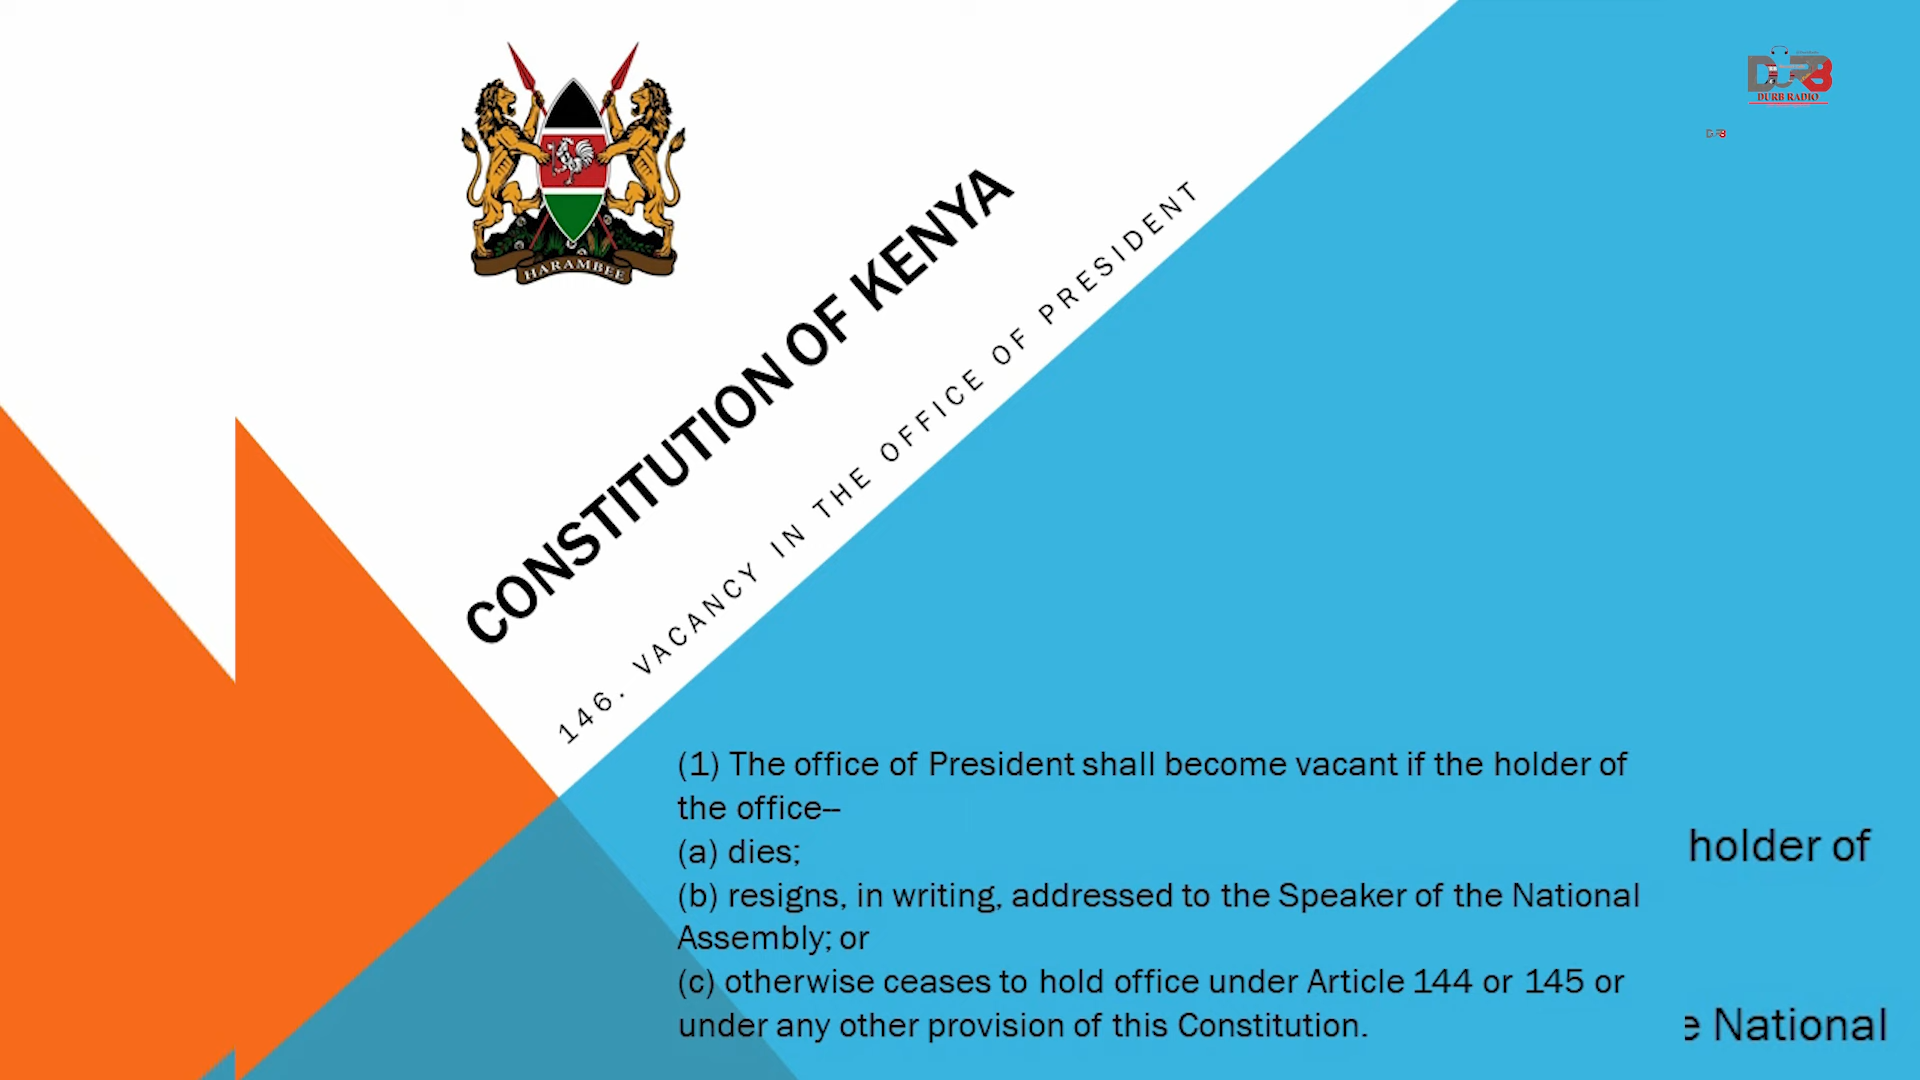 DURB
DURB RADIO
HARAMBEE
CONSTITUTION OF KENYA
146. VACANCY IN THE OFFICE OF PRESIDENT
(1) The office of President shall become vacant if the holder of
the office--
(a) dies;
(b) resigns, in writing, addressed to the Speaker of the National
Assembly; or
(c) otherwise ceases to hold office under Article 144 or 145 or
under any other provision of this Constitution.
holder of
e National